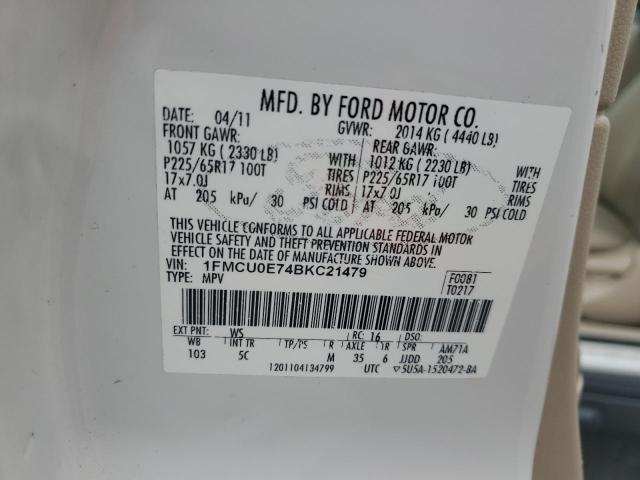 MFD. BY FORD MOTOR CO.
DATE: 04/11 GVWR: 2014 KG ( 4440 LB)
FRONT GAWR: REAR GAWR:
1057 KG ( 2330 LB) WITH 1012 KG ( 2230 LB) WITH
P225/65R17 100T TIRES P225/65R17 100T TIRES
17x7.0J RIMS 17x7.0J RIMS
AT 205 kPa/ 30 PSI COLD AT 205 kPa/ 30 PSI COLD
THIS VEHICLE CONFORMS TO ALL APPLICABLE FEDERAL MOTOR
VEHICLE SAFETY AND THEFT PREVENTION STANDARDS IN
EFFECT ON THE DATE OF MANUFACTURE SHOWN ABOVE.
VIN: 1FMCU0E74BKC21479
TYPE: MPV
F0081
T0217
EXT PNT: WS RC: 16 DSO:
WB INT TR TP/PS R AXLE TR SPR AM71A
103 5C M 35 6 JJDD 205
1201104134799 UTC ▽5U5A-1520472-BA